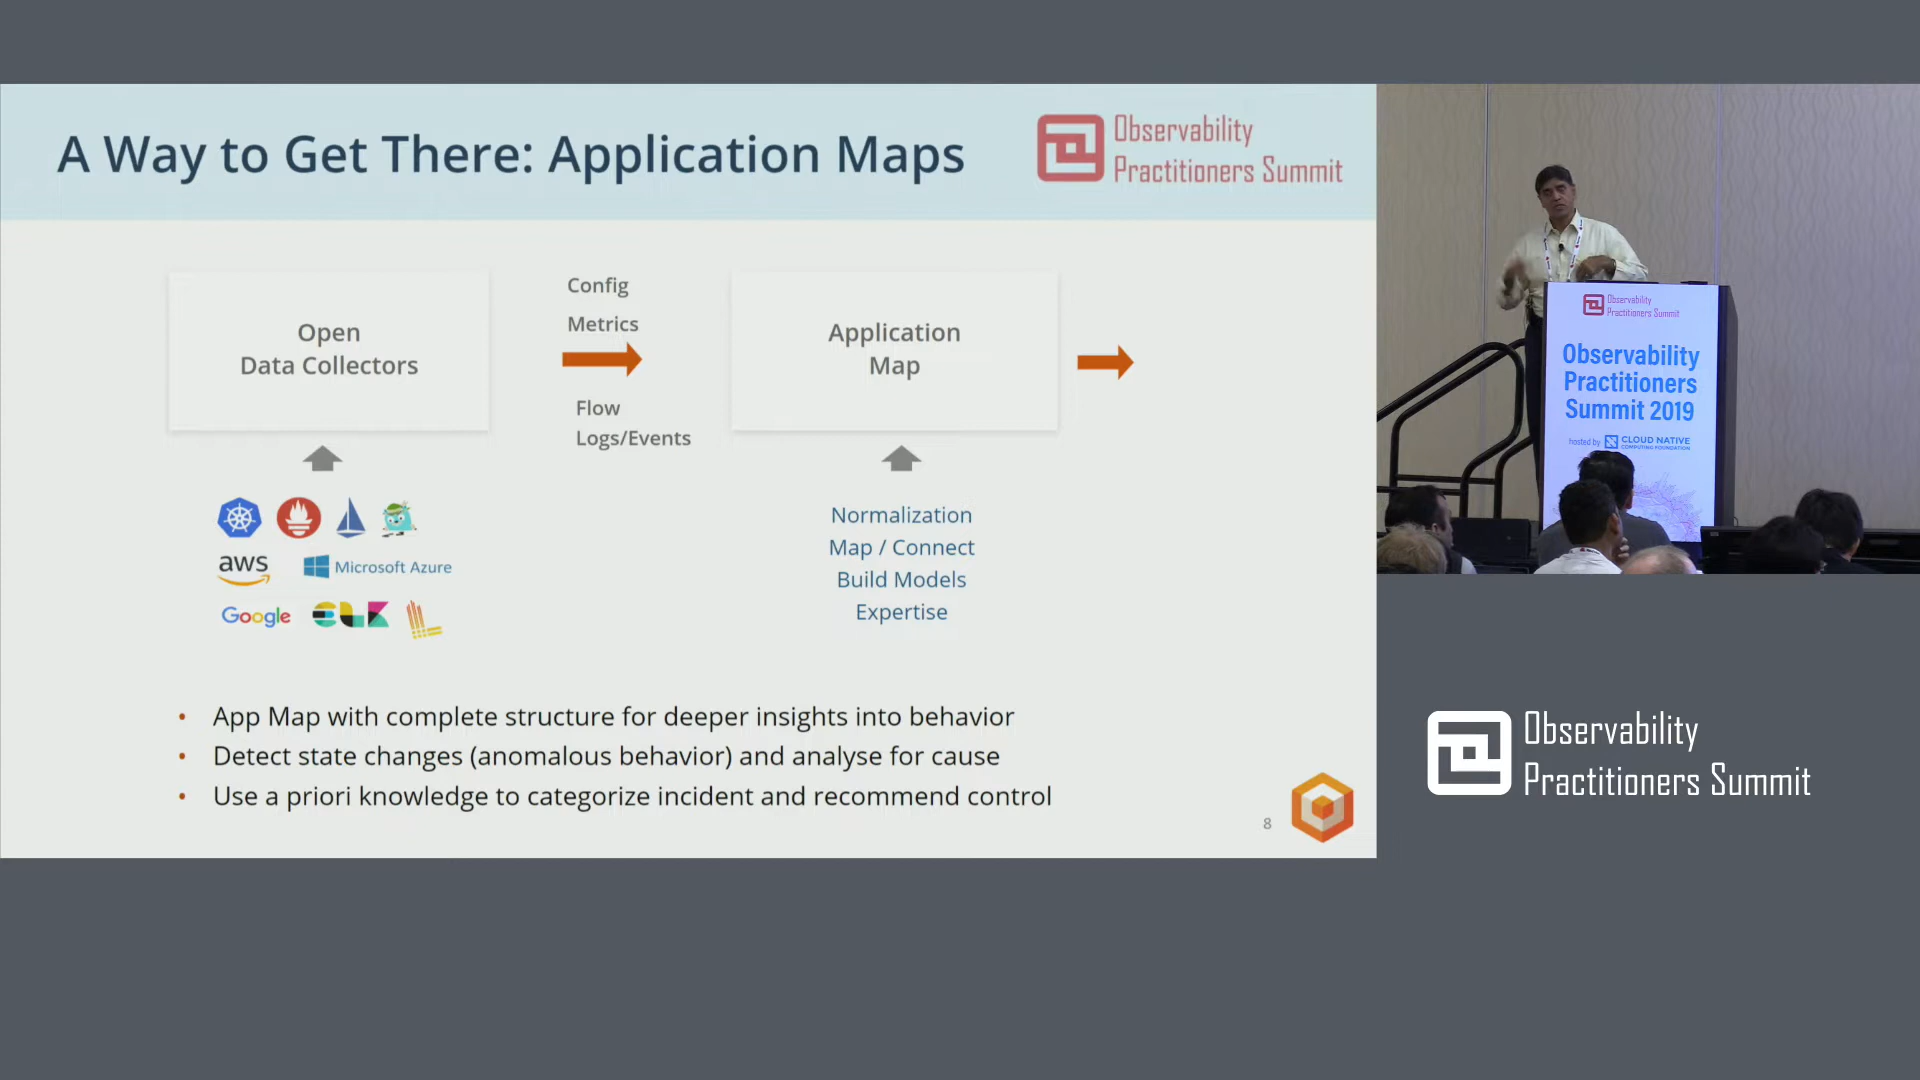 A Way to Get There: Application Maps
Observability
Practitioners Summit
Open
Data Collectors
Config
Metrics
Flow
Logs/Events
Application
Map
aws
Microsoft Azure
Google
Normalization
Map / Connect
Build Models
Expertise
• App Map with complete structure for deeper insights into behavior
• Detect state changes (anomalous behavior) and analyse for cause
• Use a priori knowledge to categorize incident and recommend control
8
Observability
Practitioners Summit
Observability
Practitioners
Summit 2019
hosted by CLOUD NATIVE
COMPUTING FOUNDATION
Observability
Practitioners Summit